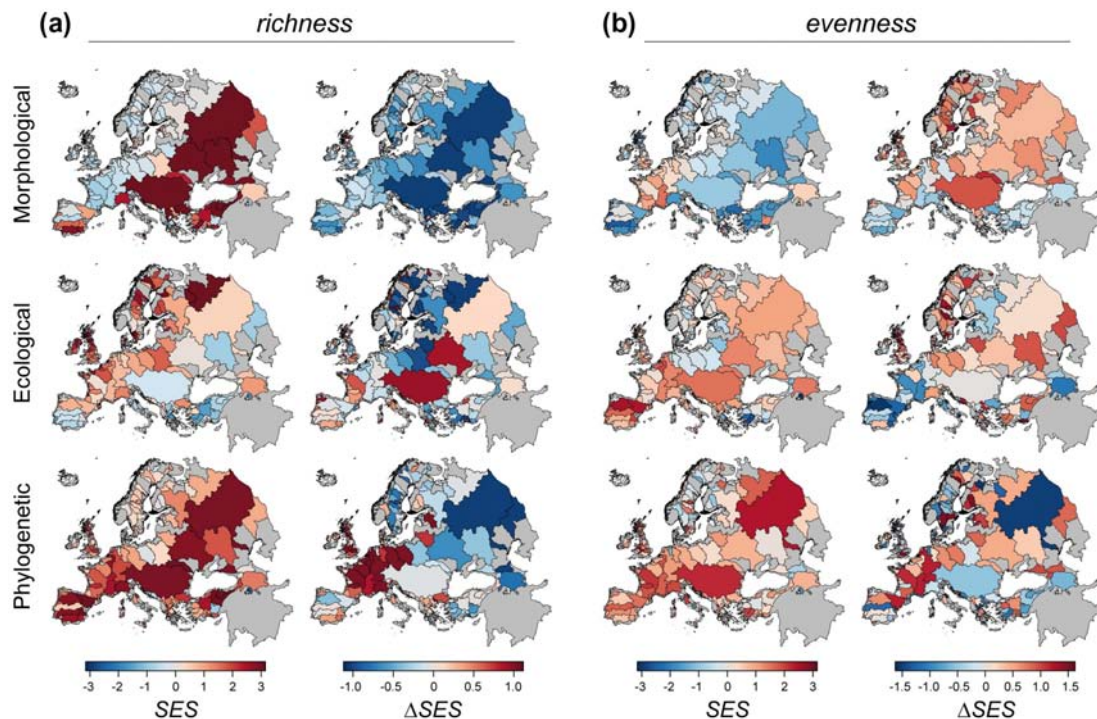 (a) richness
(b) evenness
Morphological
Ecological
Phylogenetic
-3 -2 -1 0 1 2 3
SES
-1.0 -0.5 0 0.5 1.0
ΔSES
-3 -2 -1 0 1 2 3
SES
-1.5 -1.0 -0.5 0 0.5 1.0 1.5
ΔSES